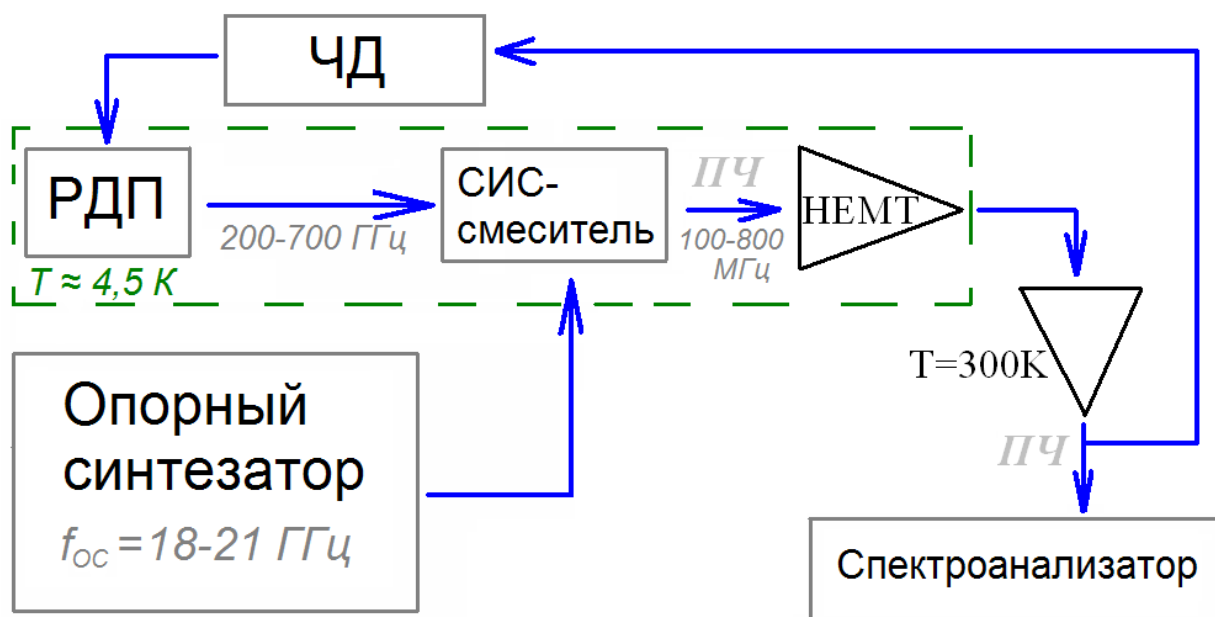 ЧД
РДП
200-700 ГГц
СИС-
смеситель
ПЧ
100-800
МГц
НЕМТ
T ≈ 4,5 К
Опорный
синтезатор
fОС = 18-21 ГГц
T=300K
ПЧ
Спектроанализатор